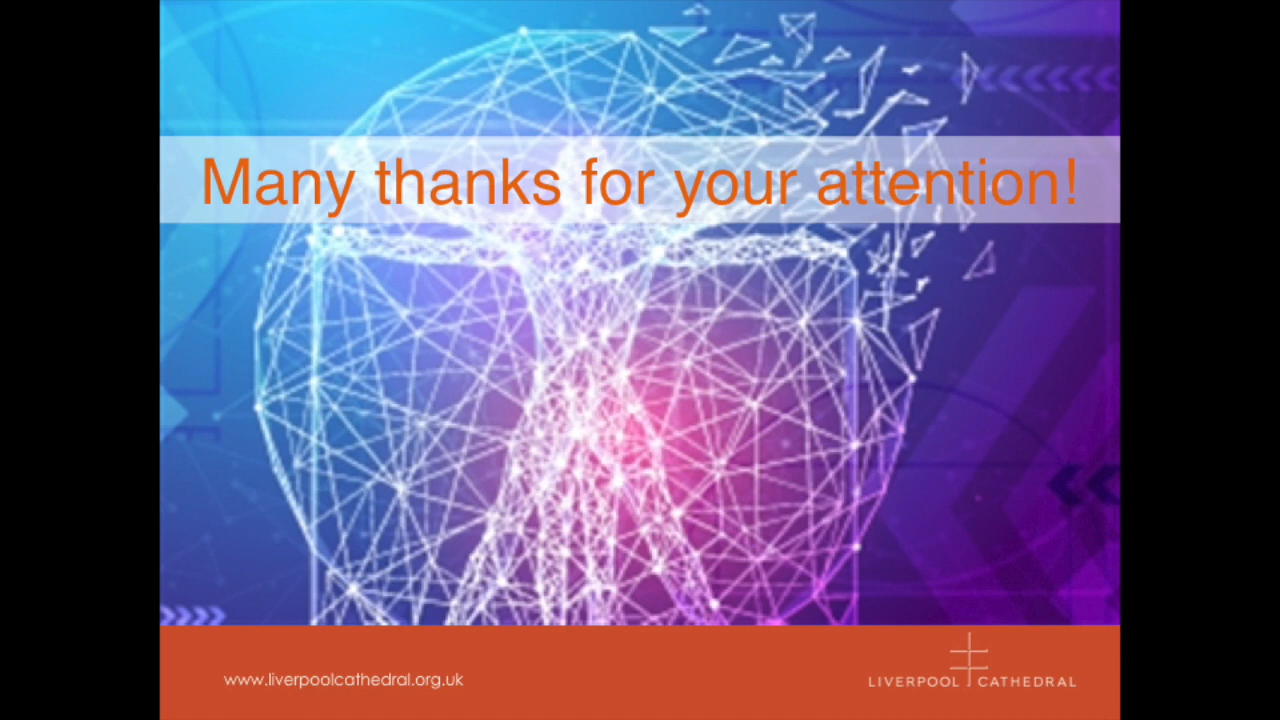 Many thanks for your attention!
www.liverpoolcathedral.org.uk
LIVERPOOL CATHEDRAL